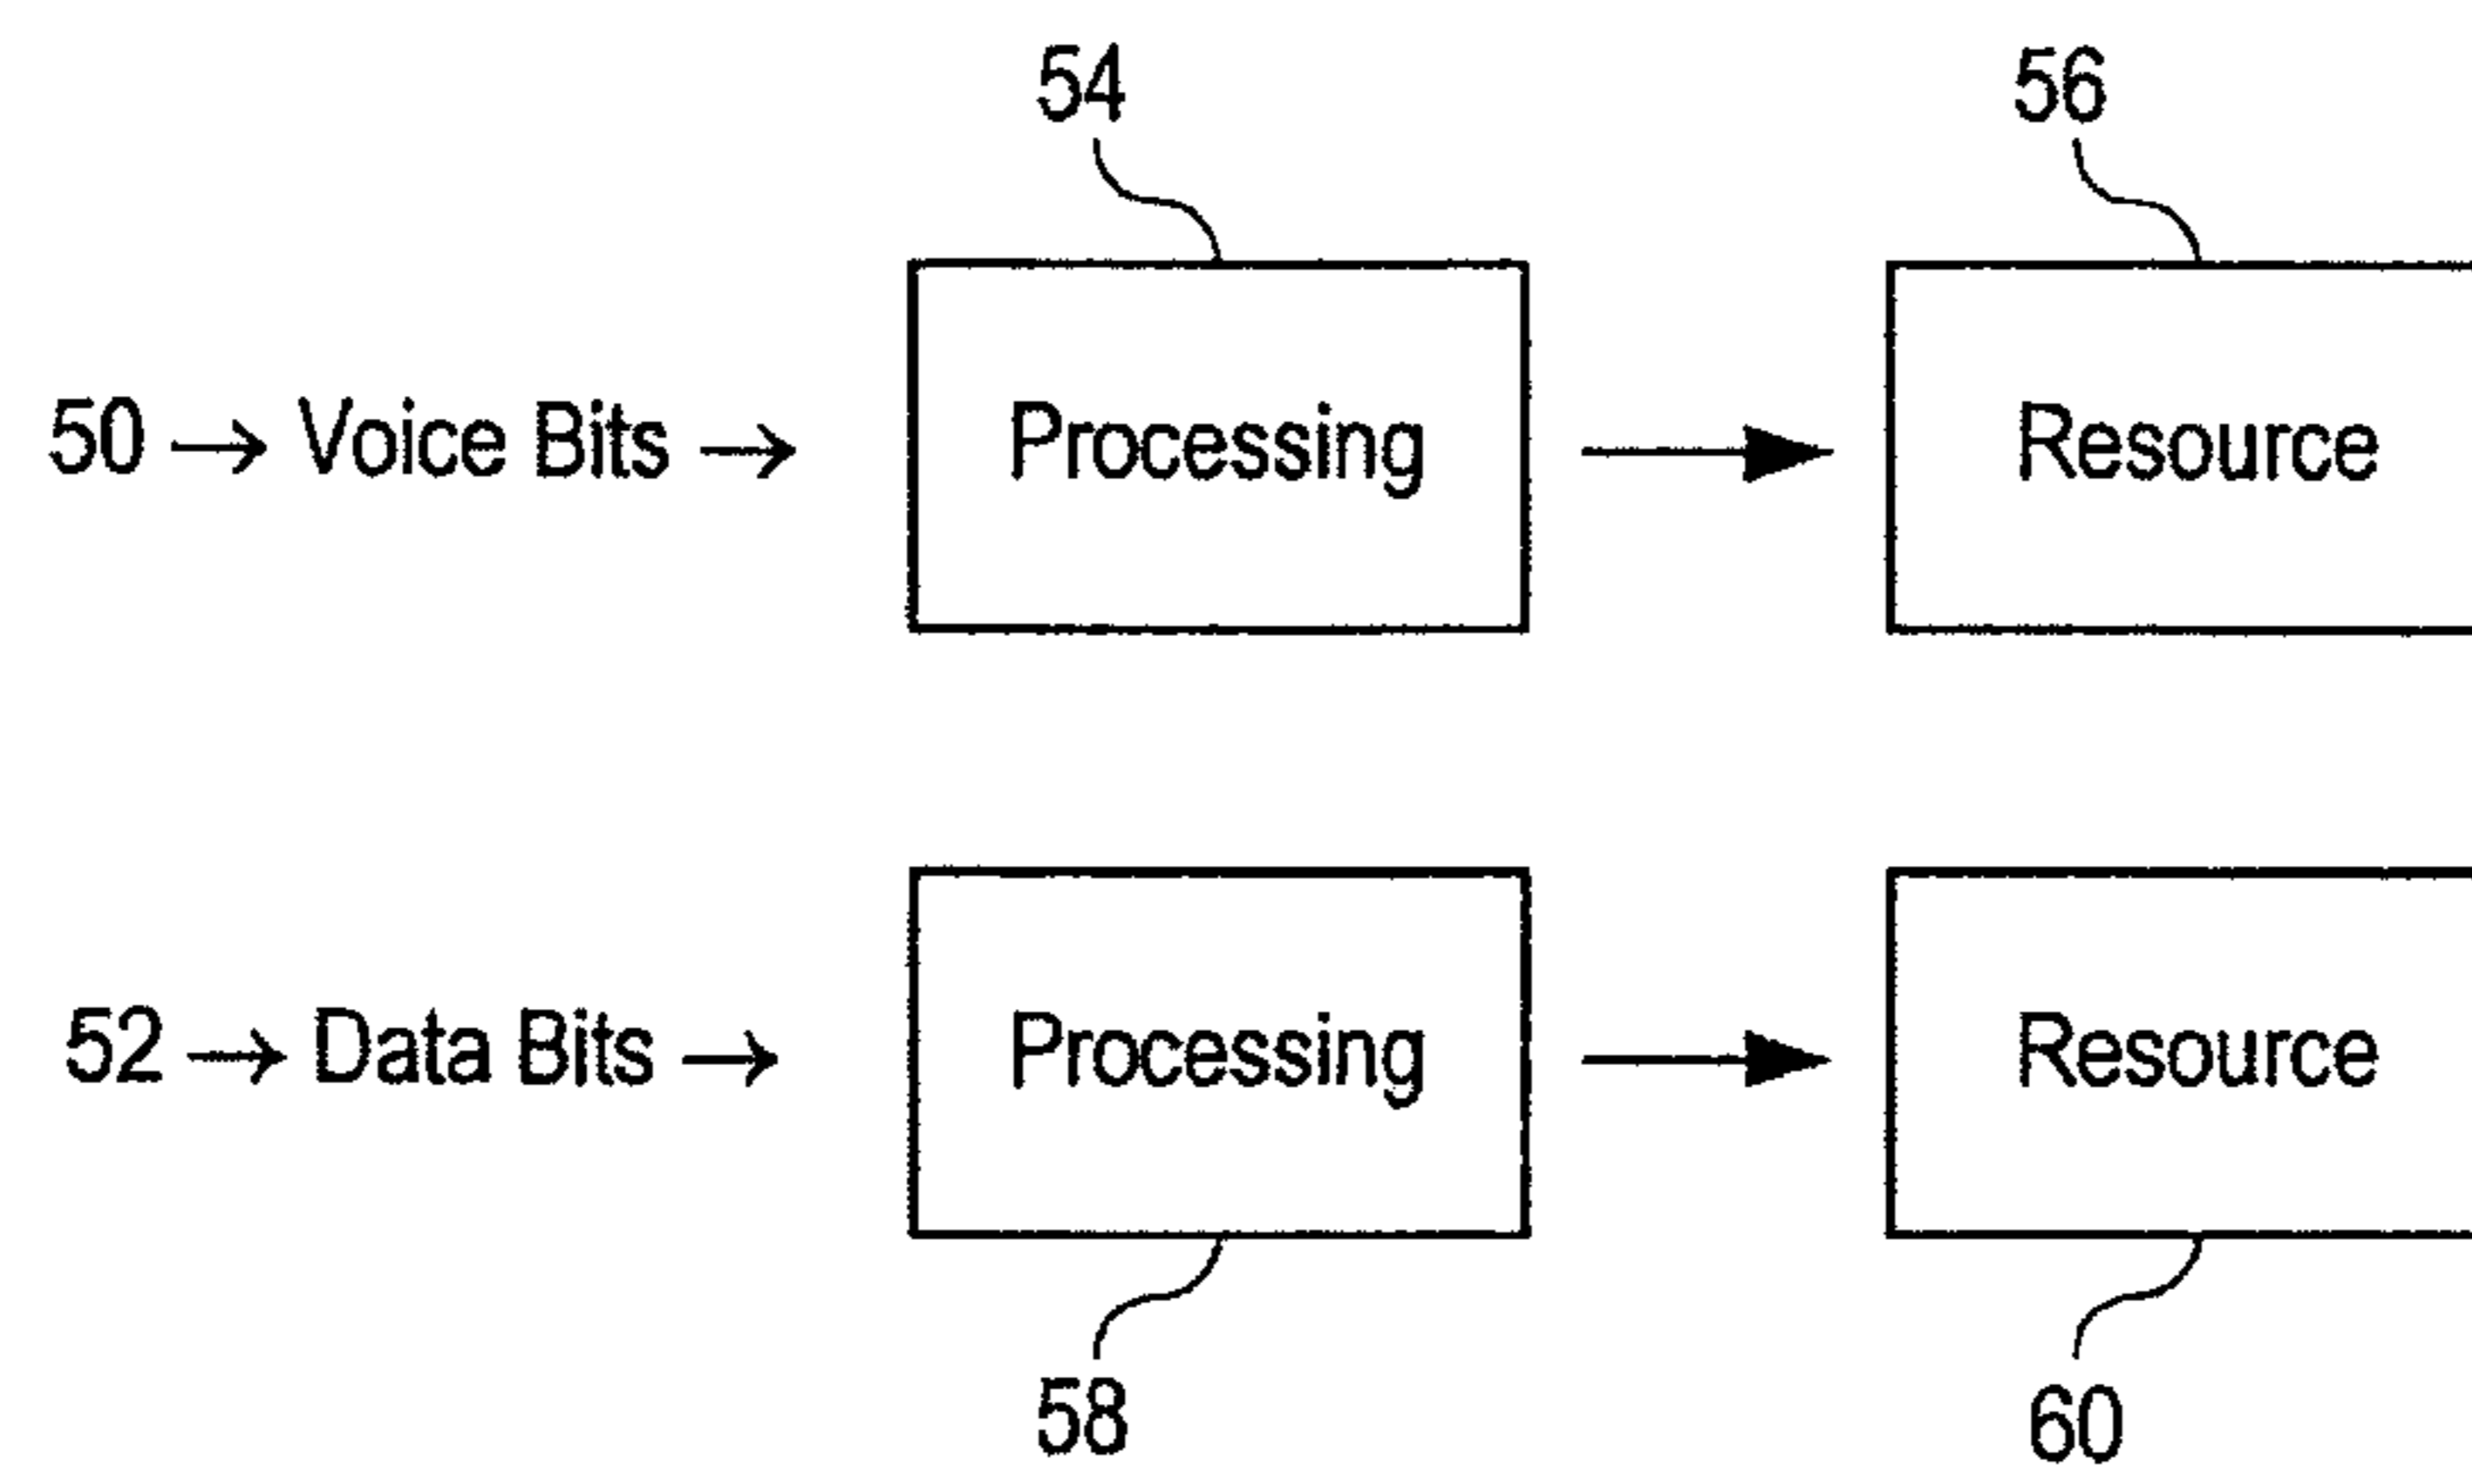 54
56
50 → Voice Bits →
Processing
Resource
52 → Data Bits →
Processing
Resource
58
60